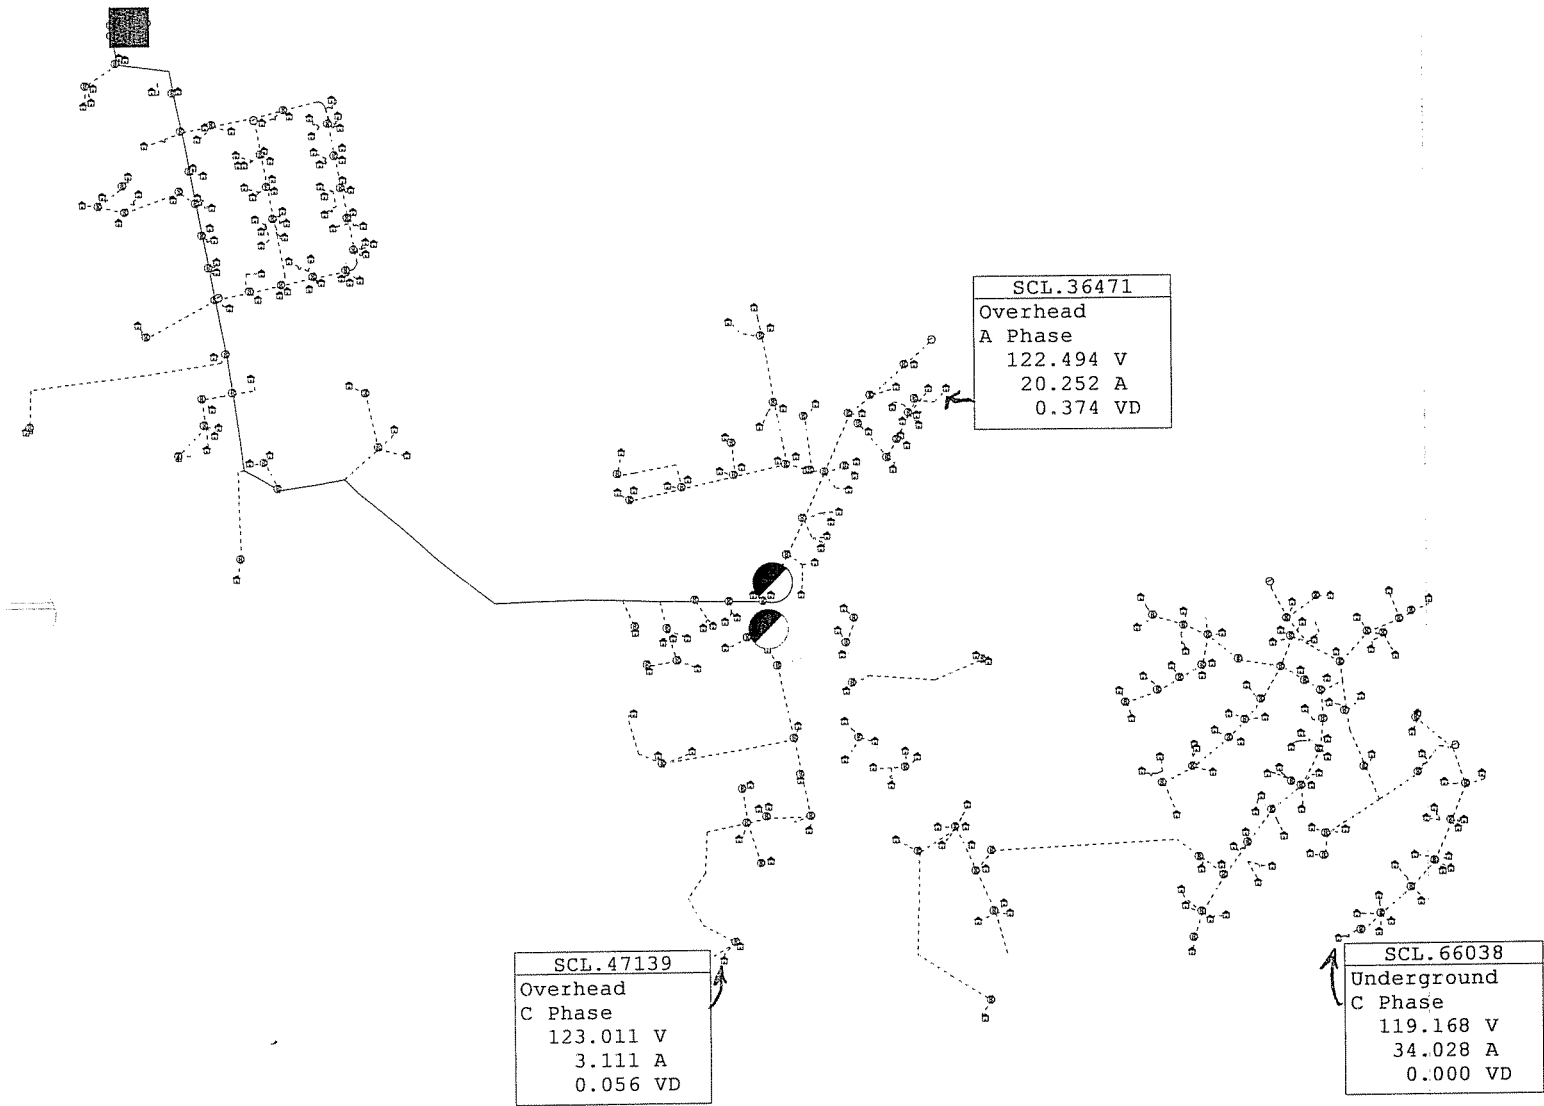 SCL.36471
Overhead
A Phase
122.494 V
20.252 A
0.374 VD
SCL.47139
Overhead
C Phase
123.011 V
3.111 A
0.056 VD
SCL.66038
Underground
C Phase
119.168 V
34.028 A
0.000 VD